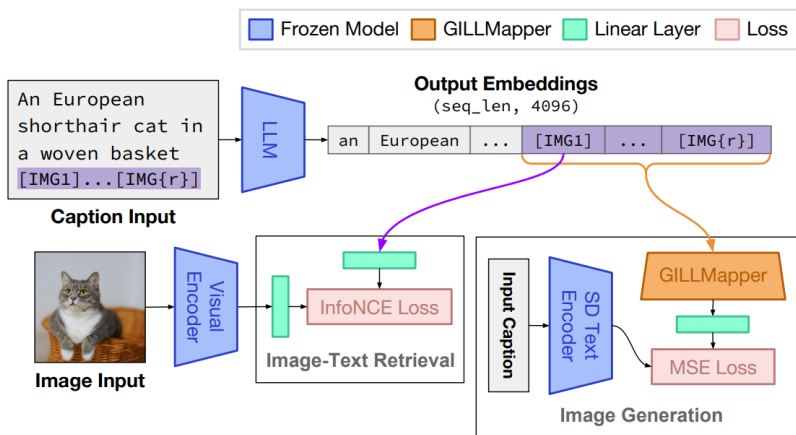 Frozen Model
GILLMapper
Linear Layer
Loss
An European
shorthair cat in
a woven basket
[IMG1]...[IMG{r}]
Caption Input
LLM
Output Embeddings
(seq_len, 4096)
an
European
...
[IMG1]
...
[IMG{r}]
Image Input
Visual
Encoder
InfoNCE Loss
Image-Text Retrieval
Input Caption
SD Text
Encoder
GILLMapper
MSE Loss
Image Generation